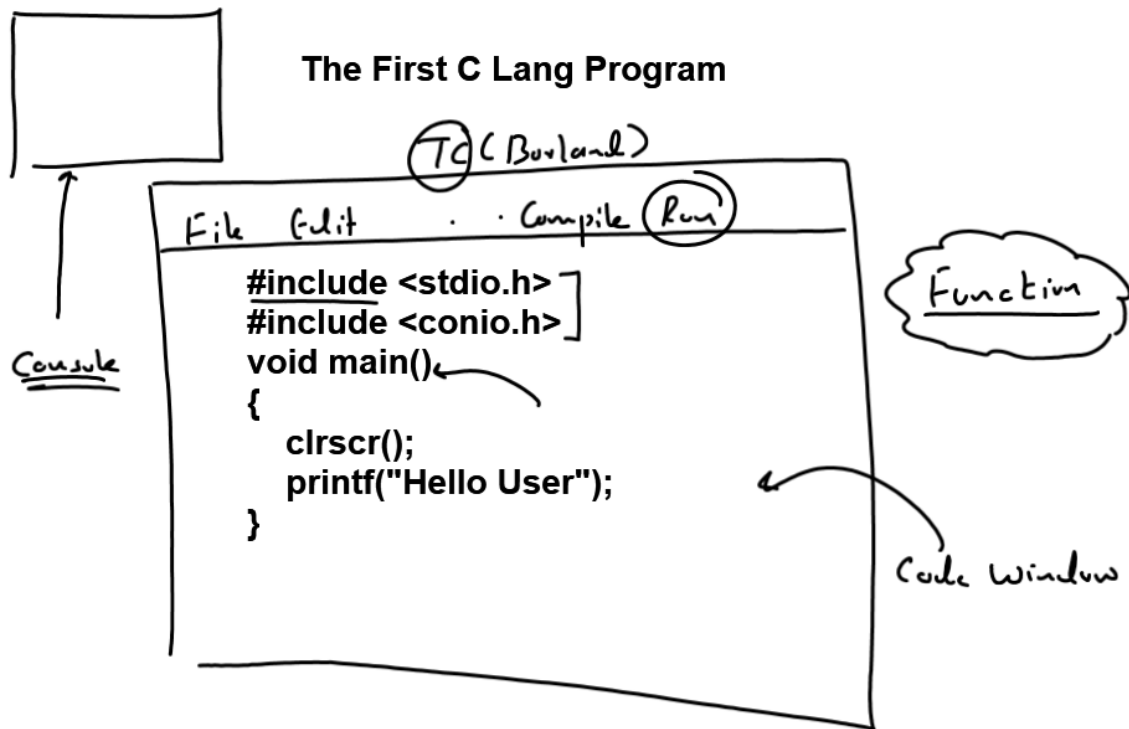 The First C Lang Program
TC (Borland)
File Edit . . Compile Run
#include <stdio.h>
#include <conio.h>
Function
void main()
Console
{
clrscr();
printf("Hello User");
}
Code Window